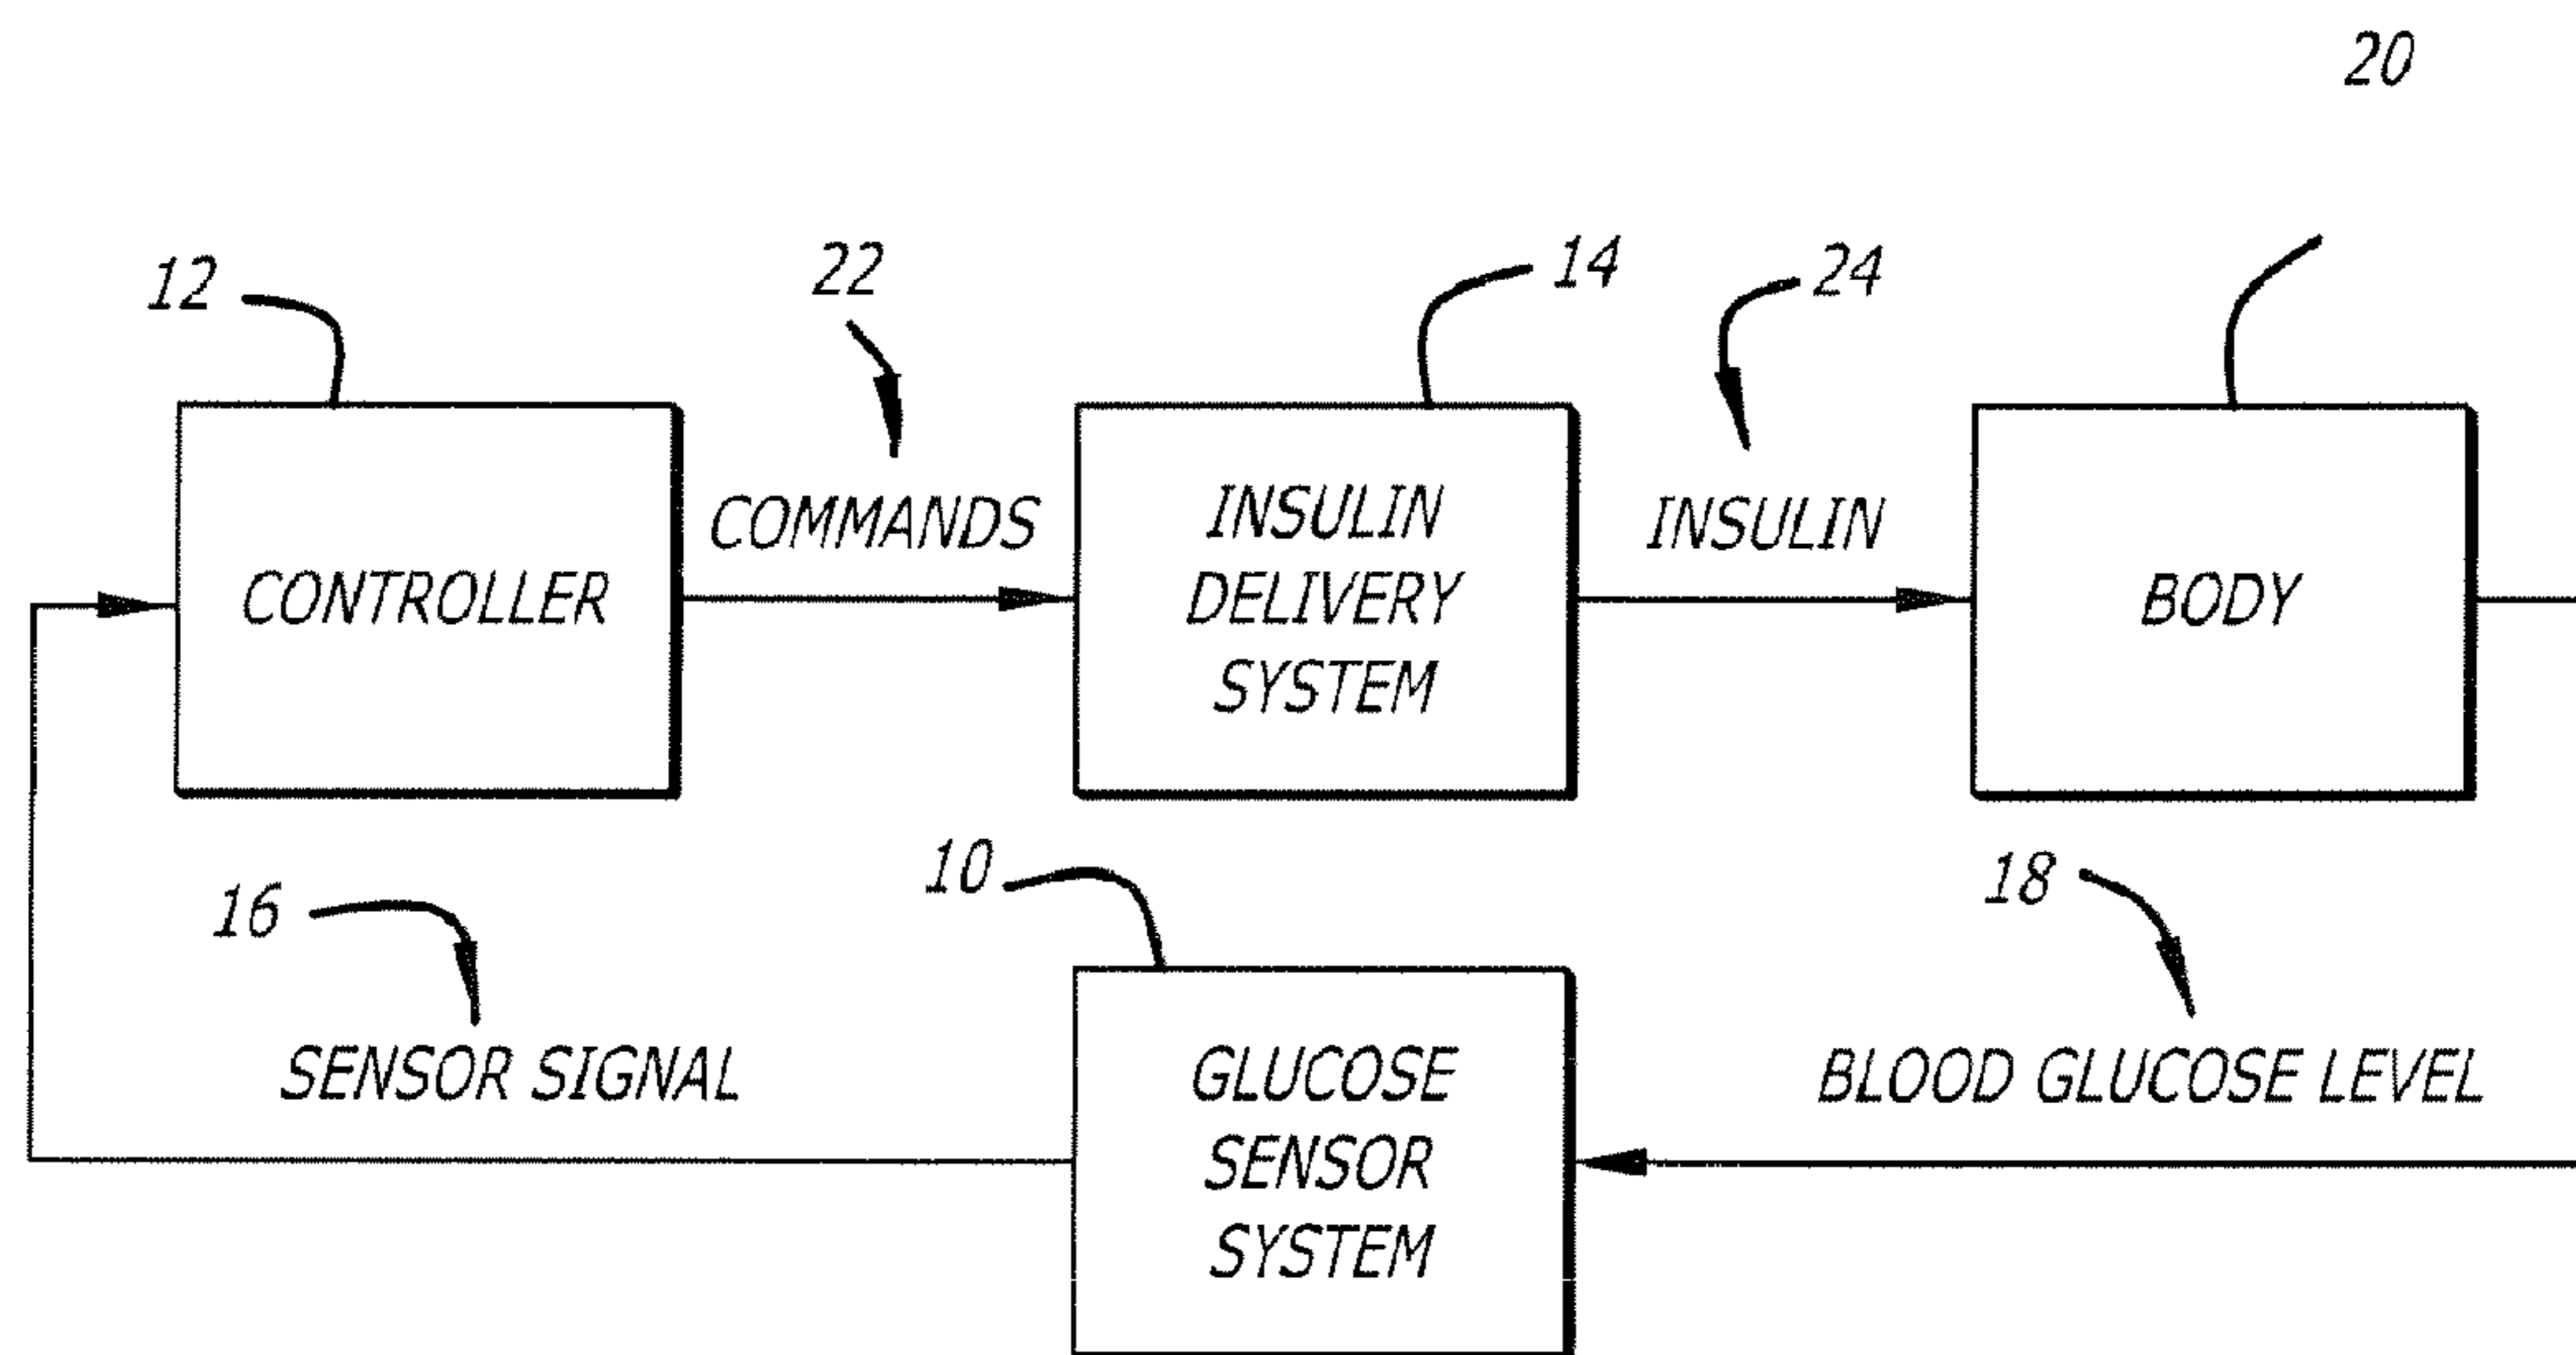 20
12
22
14
24
CONTROLLER
COMMANDS
INSULIN
DELIVERY
SYSTEM
INSULIN
BODY
16
10
18
SENSOR SIGNAL
GLUCOSE
SENSOR
SYSTEM
BLOOD GLUCOSE LEVEL